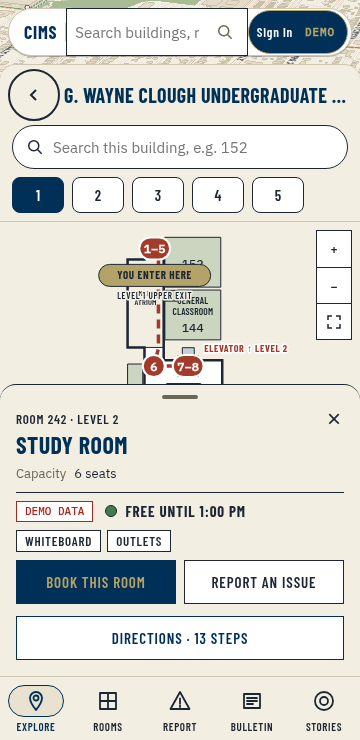 CIMS
Search buildings, r
Sign In DEMO
G. WAYNE CLOUGH UNDERGRADUATE ...
Search this building, e.g. 152
1 2 3 4 5
1–5
152
YOU ENTER HERE
LEVEL 1 UPPER EXIT
ATRIUM
GENERAL
CLASSROOM
144
ELEVATOR ↑ LEVEL 2
6 7–8
+
−
ROOM 242 · LEVEL 2
STUDY ROOM
Capacity 6 seats
DEMO DATA FREE UNTIL 1:00 PM
WHITEBOARD OUTLETS
BOOK THIS ROOM REPORT AN ISSUE
DIRECTIONS · 13 STEPS
EXPLORE ROOMS REPORT BULLETIN STORIES